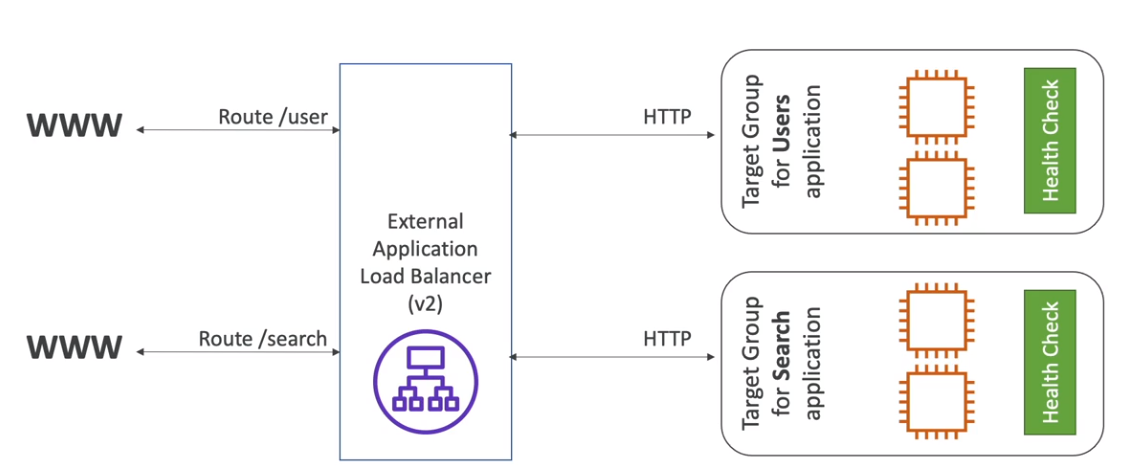 WWW
Route /user
HTTP
Target Group
for Users
application
Health Check
External
Application
Load Balancer
(v2)
WWW
Route /search
HTTP
Target Group
for Search
application
Health Check